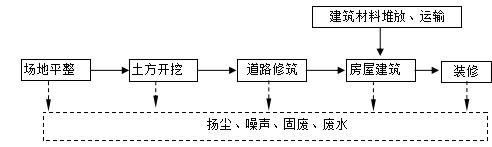 建筑材料堆放、运输
场地平整 土方开挖 道路修筑 房屋建筑 装修
扬尘、噪声、固废、废水